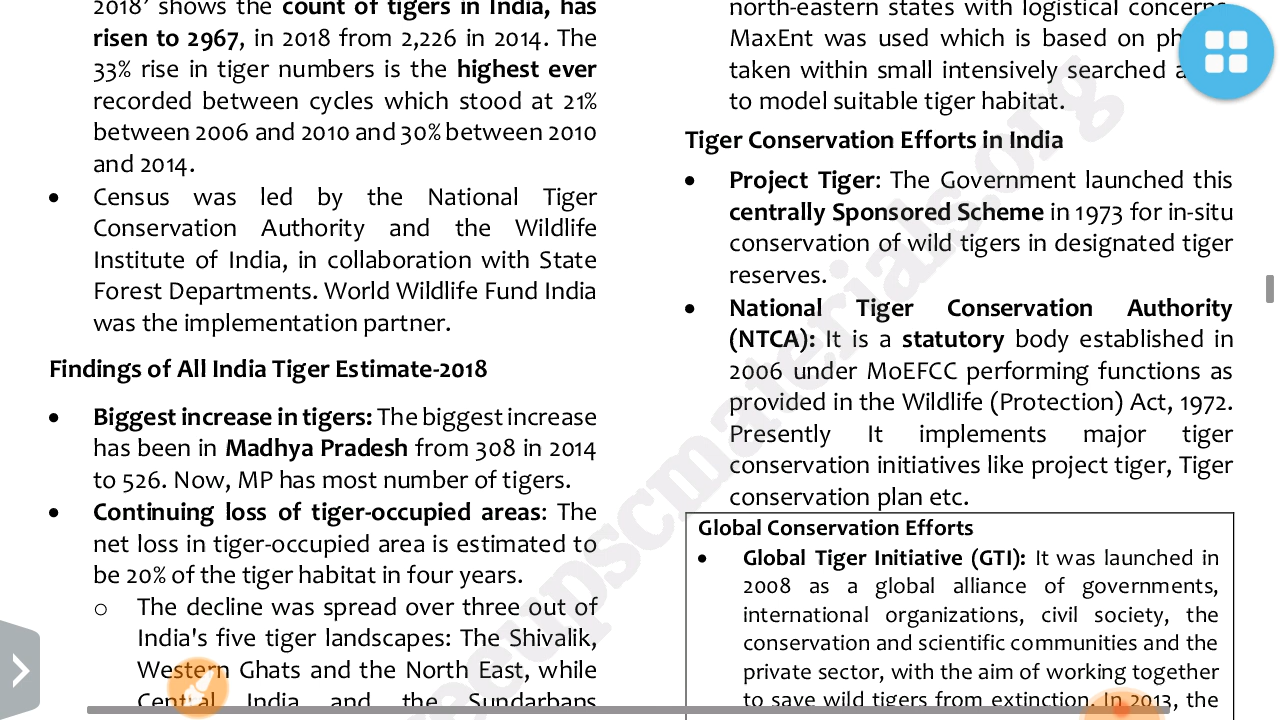 2018' shows the count of tigers in India, has
risen to 2967, in 2018 from 2,226 in 2014. The
33% rise in tiger numbers is the highest ever
recorded between cycles which stood at 21%
between 2006 and 2010 and 30% between 2010
and 2014.
• Census was led by the National Tiger
Conservation Authority and the Wildlife
Institute of India, in collaboration with State
Forest Departments. World Wildlife Fund India
was the implementation partner.
Findings of All India Tiger Estimate-2018
• Biggest increase in tigers: The biggest increase
has been in Madhya Pradesh from 308 in 2014
to 526. Now, MP has most number of tigers.
• Continuing loss of tiger-occupied areas: The
net loss in tiger-occupied area is estimated to
be 20% of the tiger habitat in four years.
o The decline was spread over three out of
India's five tiger landscapes: The Shivalik,
Western Ghats and the North East, while
Central India and the Sundarbans
north-eastern states with logistical concerns
MaxEnt was used which is based on
taken within small intensively searched
to model suitable tiger habitat.
Tiger Conservation Efforts in India
• Project Tiger: The Government launched this
centrally Sponsored Scheme in 1973 for in-situ
conservation of wild tigers in designated tiger
reserves.
• National Tiger Conservation Authority
(NTCA): It is a statutory body established in
2006 under MoEFCC performing functions as
provided in the Wildlife (Protection) Act, 1972.
Presently It implements major tiger
conservation initiatives like project tiger, Tiger
conservation plan etc.
Global Conservation Efforts
• Global Tiger Initiative (GTI): It was launched in
2008 as a global alliance of governments,
international organizations, civil society, the
conservation and scientific communities and the
private sector, with the aim of working together
to save wild tigers from extinction. In 2013, the
ecupscmaterials.org